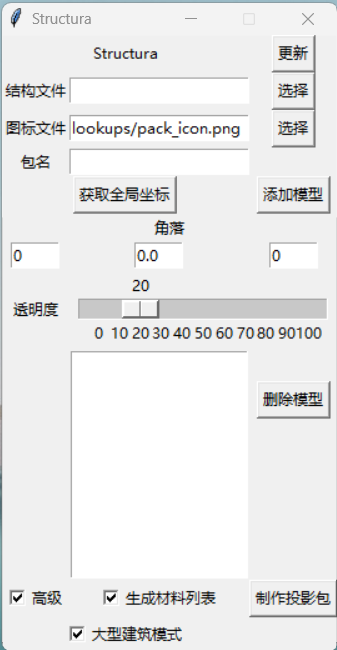 Structura
Structura 更新
结构文件 选择
图标文件 lookups/pack_icon.png 选择
包名
获取全局坐标 添加模型
角落
0 0.0 0
20
透明度
0 10 20 30 40 50 60 70 80 90 100
删除模型
高级 生成材料列表 制作投影包
大型建筑模式